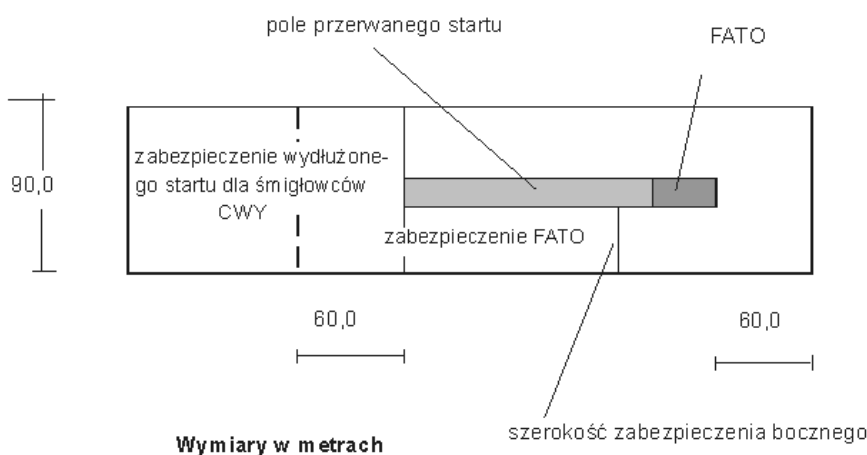 pole przerwanego startu
FATO
zabezpieczenie wydłużone-
go startu dla śmigłowców
CWY
90,0
zabezpieczenie FATO
60,0
60,0
szerokość zabezpieczenia bocznego
Wymiary w metrach